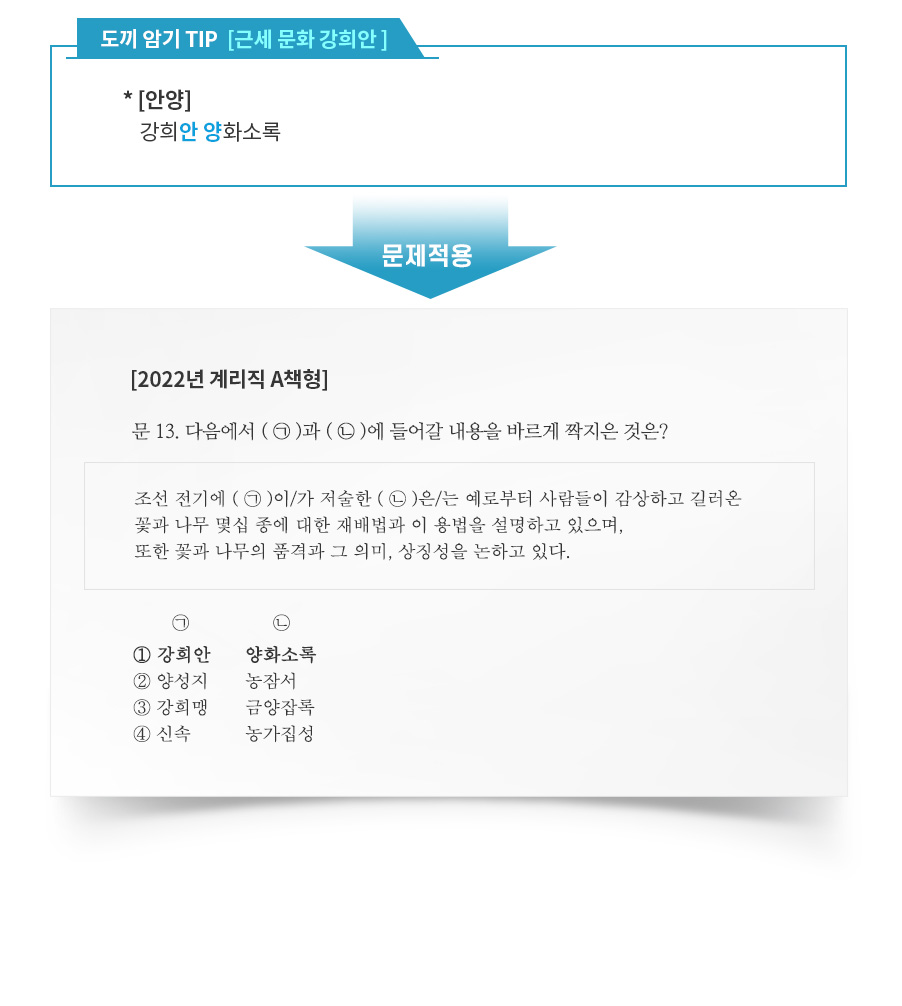 도끼 암기 TIP [근세 문화 강희안 ]
* [안양]
강희안 양화소록
문제적용
[2022년 계리직 A책형]
문 13. 다음에서 ( ㉠ )과 ( ㉡ )에 들어갈 내용을 바르게 짝지은 것은?
조선 전기에 ( ㉠ )이/가 저술한 ( ㉡ )은/는 예로부터 사람들이 감상하고 길러온
꽃과 나무 몇십 종에 대한 재배법과 이 용법을 설명하고 있으며,
또한 꽃과 나무의 품격과 그 의미, 상징성을 논하고 있다.
㉠ ㉡
① 강희안 양화소록
② 양성지 농잠서
③ 강희맹 금양잡록
④ 신속 농가집성